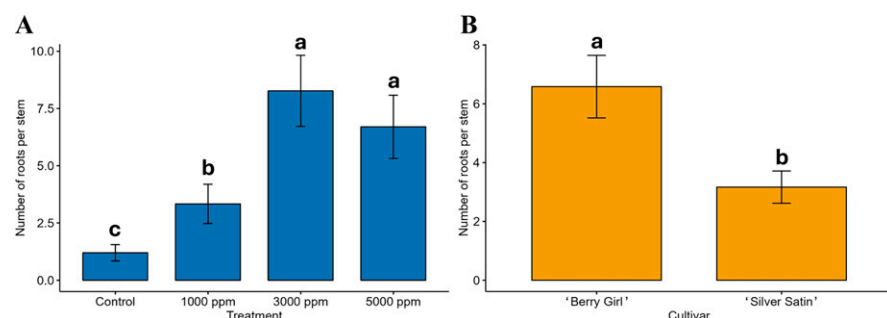 A
Number of roots per stem
10.0
7.5
5.0
2.5
0.0
c
b
a
a
Control 1000 ppm 3000 ppm 5000 ppm
Treatment
B
Number of roots per stem
8
6
4
2
0
a
b
‘Berry Girl’ ‘Silver Satin’
Cultivar